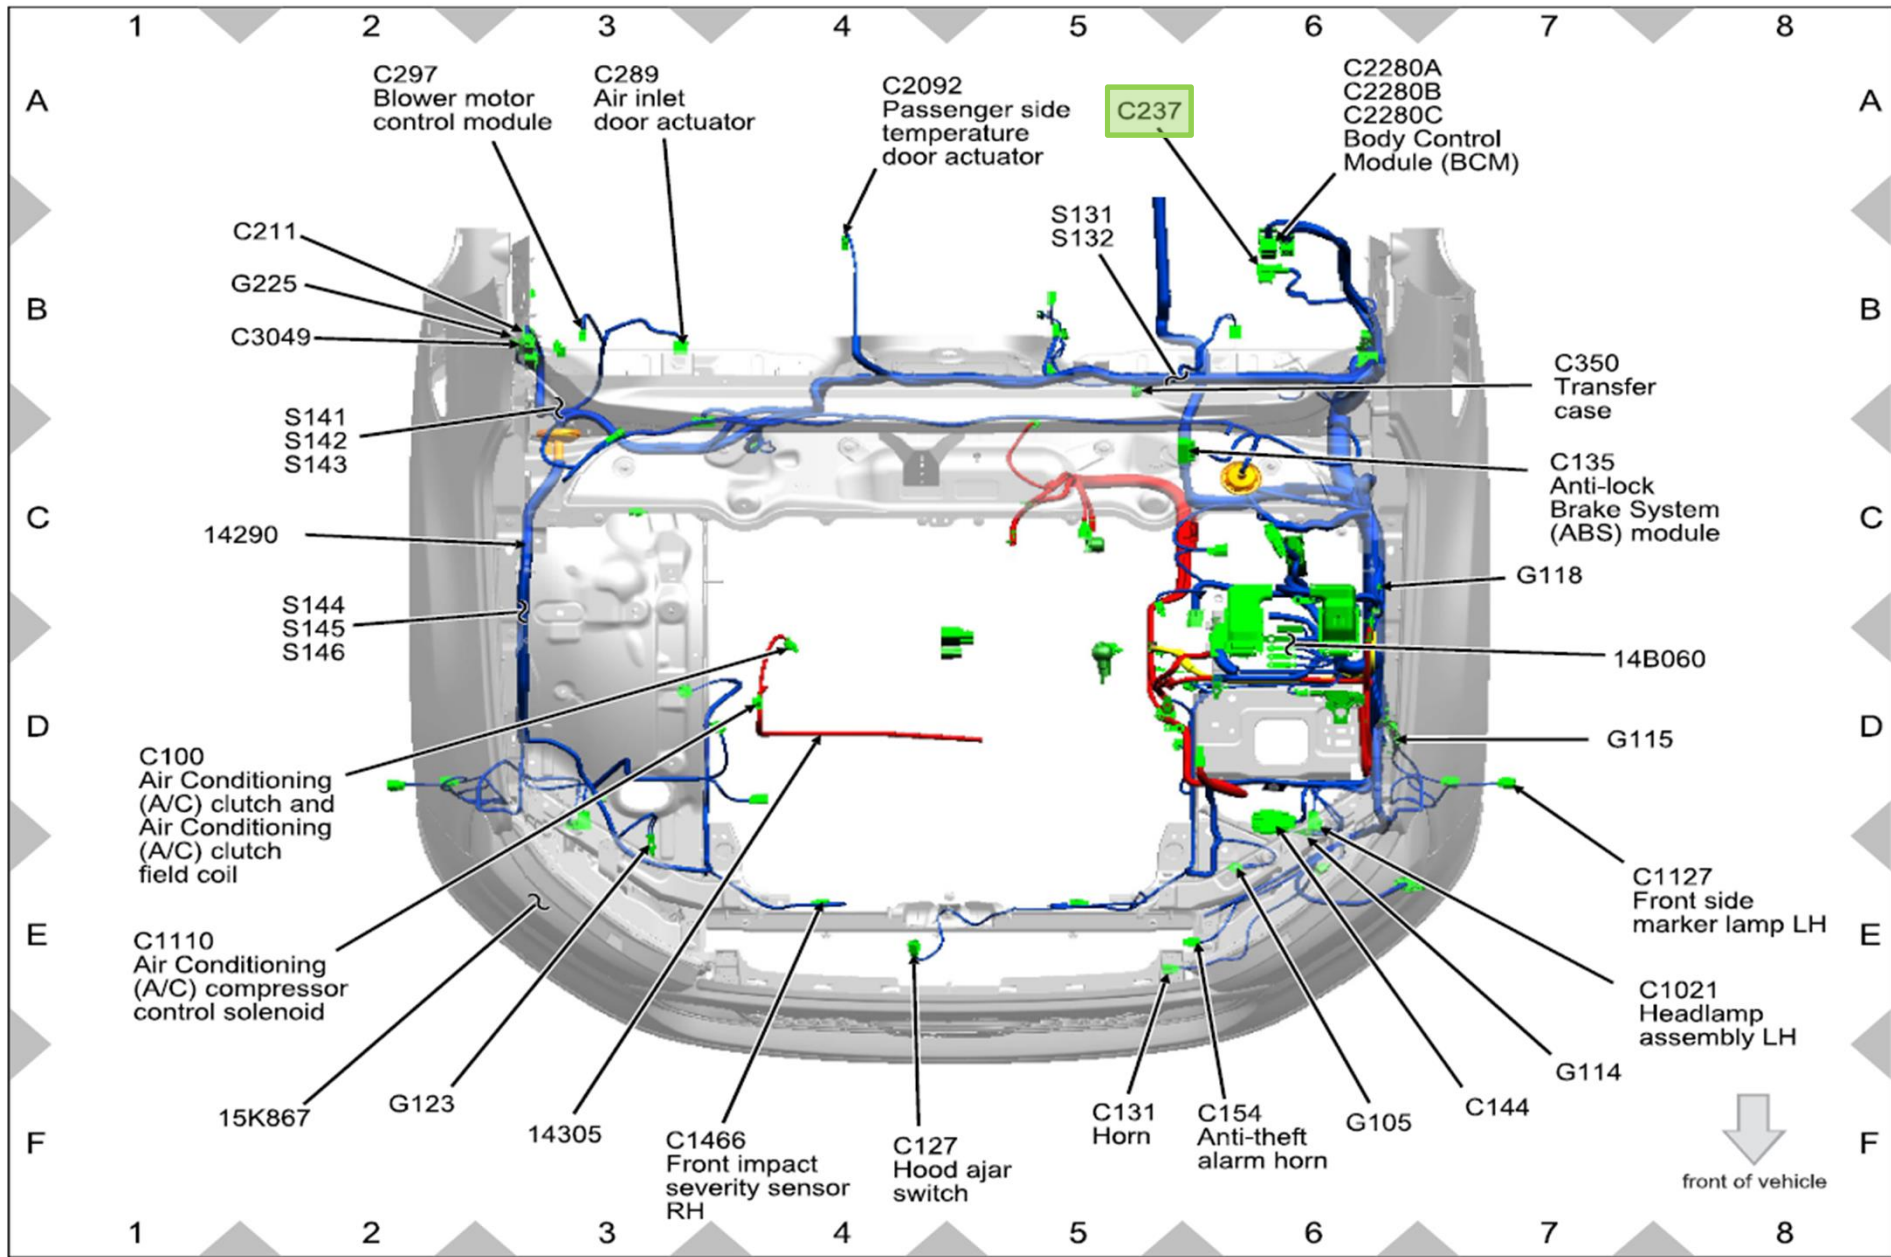 1 2 3 4 5 6 7 8
A
A
C297
Blower motor
control module
C289
Air inlet
door actuator
C2092
Passenger side
temperature
door actuator
C237
C2280A
C2280B
C2280C
Body Control
Module (BCM)
S131
S132
C211
G225
C3049
B
B
C350
Transfer
case
S141
S142
S143
C135
Anti-lock
Brake System
(ABS) module
14290
C
C
G118
S144
S145
S146
14B060
D
D
G115
C100
Air Conditioning
(A/C) clutch and
Air Conditioning
(A/C) clutch
field coil
C1127
Front side
marker lamp LH
C1110
Air Conditioning
(A/C) compressor
control solenoid
E
E
C1021
Headlamp
assembly LH
15K867
G123
14305
C1466
Front impact
severity sensor
RH
C127
Hood ajar
switch
C131
Horn
C154
Anti-theft
alarm horn
G105
C144
G114
F
F
front of vehicle
1 2 3 4 5 6 7 8